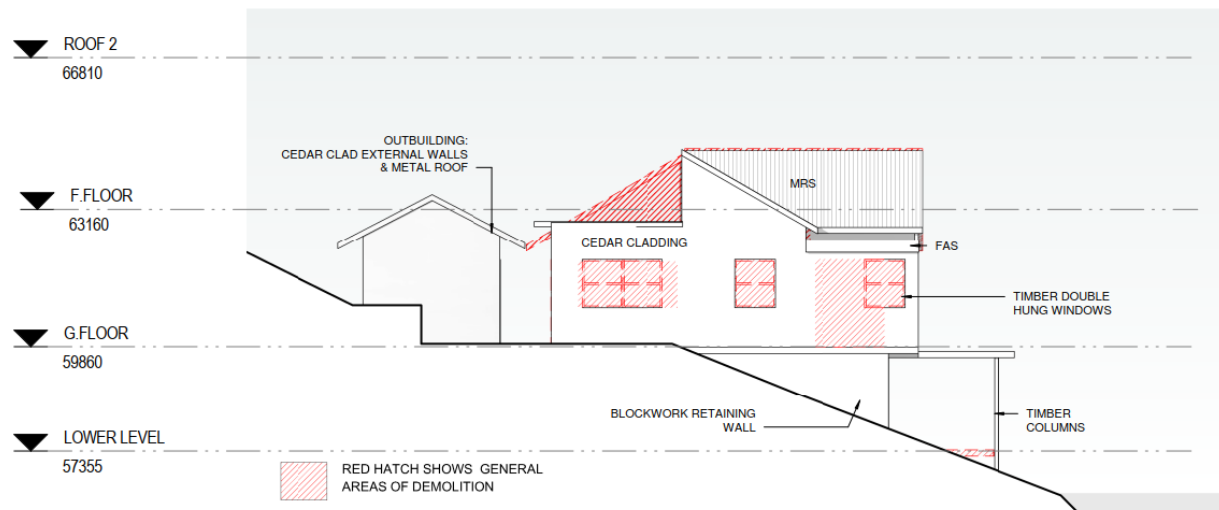 ROOF 2
66810
OUTBUILDING:
CEDAR CLAD EXTERNAL WALLS
& METAL ROOF
MRS
F.FLOOR
63160
CEDAR CLADDING
FAS
TIMBER DOUBLE
HUNG WINDOWS
G.FLOOR
59860
BLOCKWORK RETAINING
WALL
TIMBER
COLUMNS
LOWER LEVEL
57355
RED HATCH SHOWS GENERAL
AREAS OF DEMOLITION